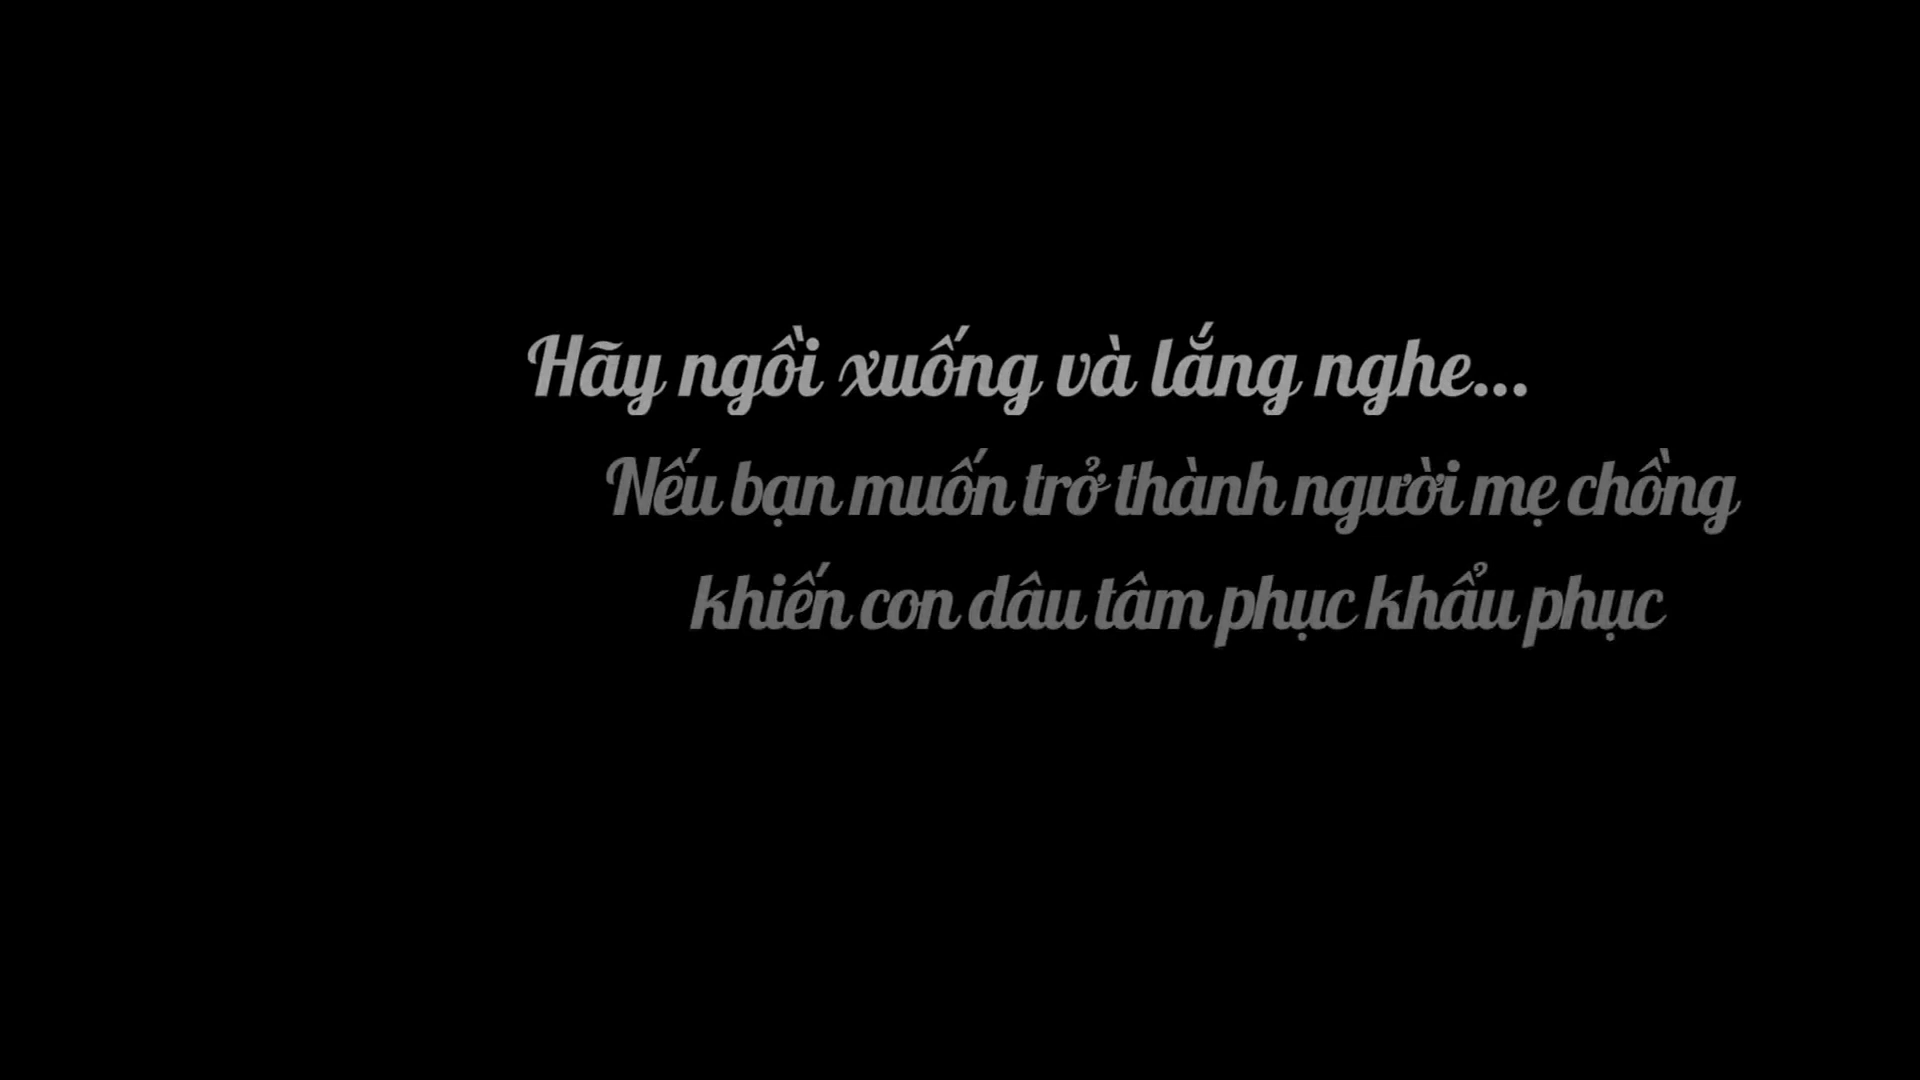 Hãy ngồi xuống và lắng nghe...
Nếu bạn muốn trở thành người mẹ chồng
khiến con dâu tâm phục khẩu phục